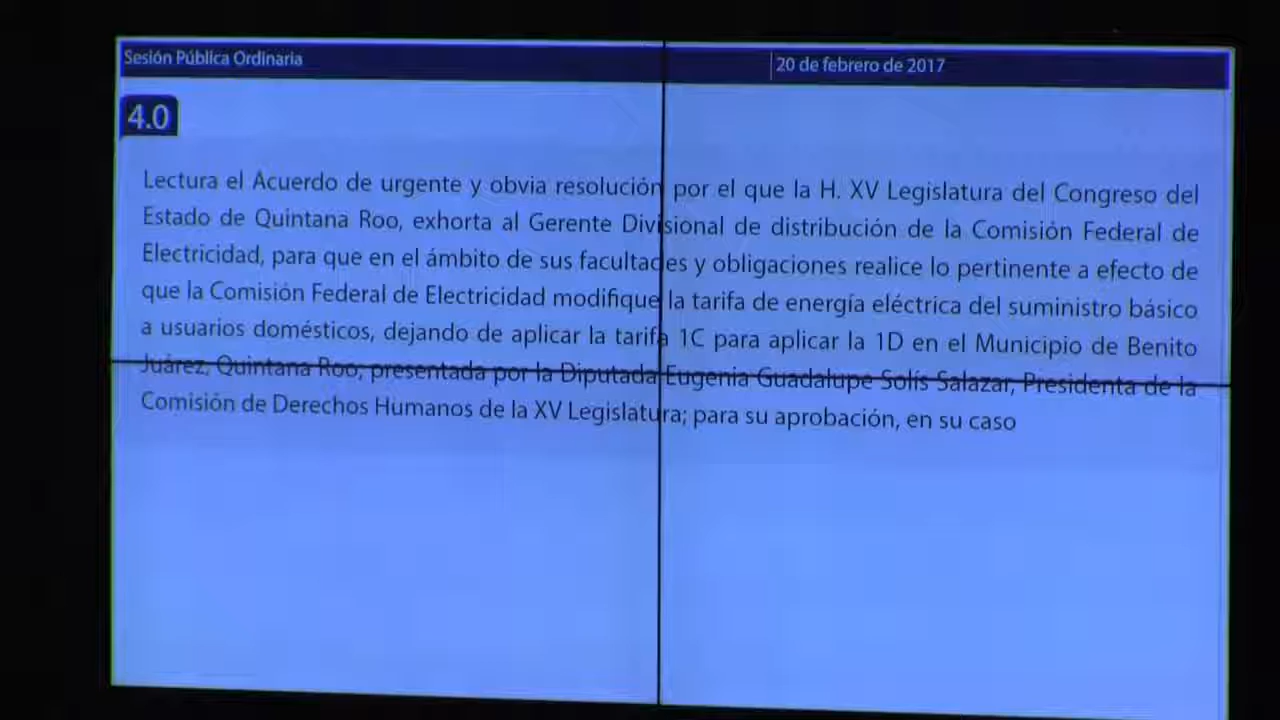 Sesión Pública Ordinaria
20 de febrero de 2017
4.0
Lectura el Acuerdo de urgente y obvia resolución por el que la H. XV Legislatura del Congreso del
Estado de Quintana Roo, exhorta al Gerente Divisional de distribución de la Comisión Federal de
Electricidad, para que en el ámbito de sus facultades y obligaciones realice lo pertinente a efecto de
que la Comisión Federal de Electricidad modifique la tarifa de energía eléctrica del suministro básico
a usuarios domésticos, dejando de aplicar la tarifa 1C para aplicar la 1D en el Municipio de Benito
Juárez, Quintana Roo; presentada por la Diputada Eugenia Guadalupe Solís Salazar, Presidenta de la
Comisión de Derechos Humanos de la XV Legislatura; para su aprobación, en su caso